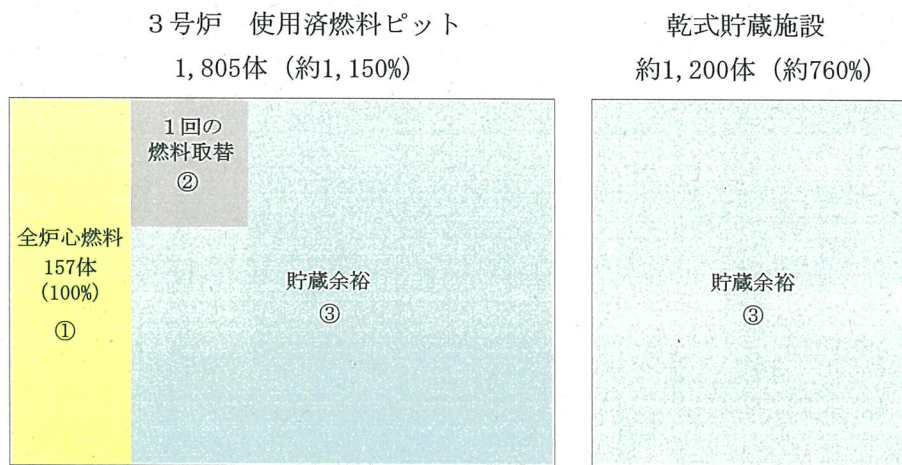 ３号炉　使用済燃料ピット
1,805体（約1,150%）
乾式貯蔵施設
約1,200体（約760%）
１回の
燃料取替
②
全炉心燃料
157体
(100%)
①
貯蔵余裕
③
貯蔵余裕
③